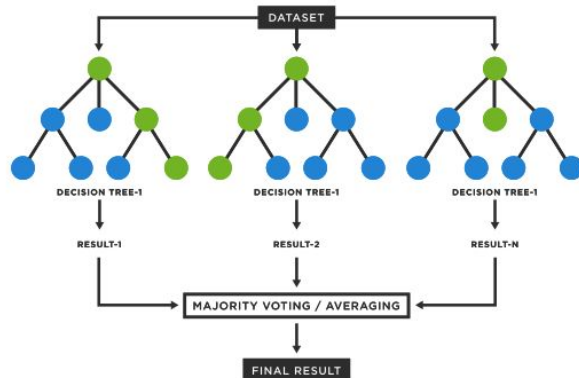 DATASET
DECISION TREE-1
DECISION TREE-1
DECISION TREE-1
RESULT-1
RESULT-2
RESULT-N
MAJORITY VOTING / AVERAGING
FINAL RESULT